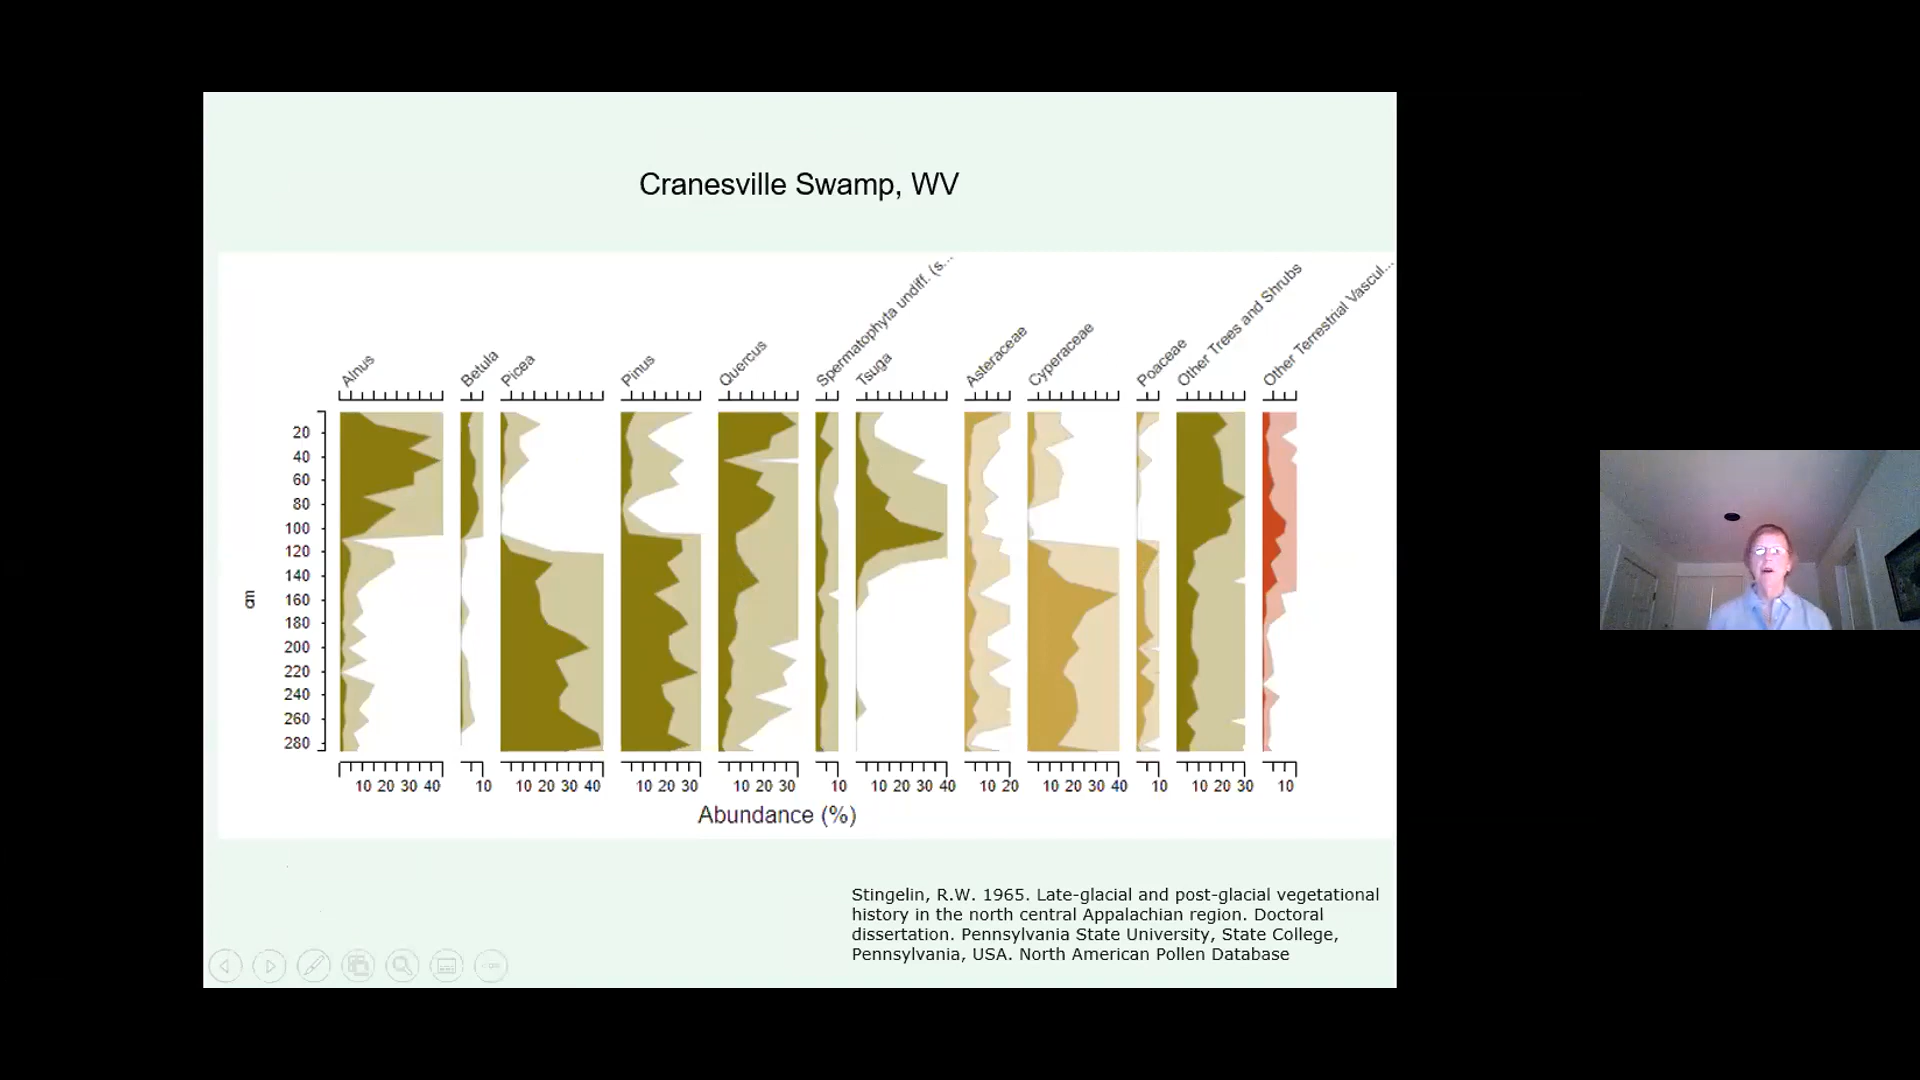 Cranesville Swamp, WV
Alnus
Betula
Picea
Pinus
Quercus
Spermatophyta undiff. (s...
Tsuga
Asteraceae
Cyperaceae
Poaceae
Other Trees and Shrubs
Other Terrestrial Vascul...
20
40
60
80
100
120
140
160
180
200
220
240
260
280
cm
10 20 30 40 10 10 20 30 40 10 20 30 10 20 30 10 10 20 30 40 10 20 10 20 30 40 10 10 20 30 10
Abundance (%)
Stingelin, R.W. 1965. Late-glacial and post-glacial vegetational
history in the north central Appalachian region. Doctoral
dissertation. Pennsylvania State University, State College,
Pennsylvania, USA. North American Pollen Database